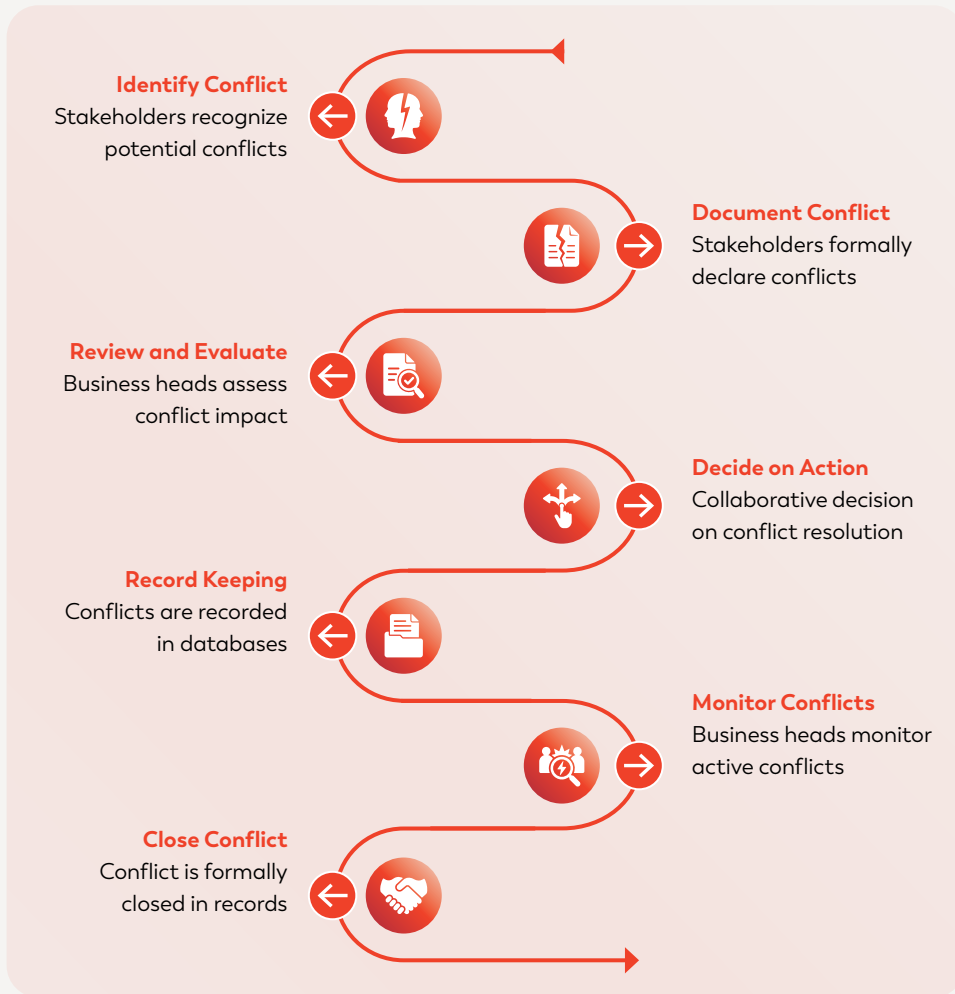 Identify Conflict
Stakeholders recognize
potential conflicts
Document Conflict
Stakeholders formally
declare conflicts
Review and Evaluate
Business heads assess
conflict impact
Decide on Action
Collaborative decision
on conflict resolution
Record Keeping
Conflicts are recorded
in databases
Monitor Conflicts
Business heads monitor
active conflicts
Close Conflict
Conflict is formally
closed in records